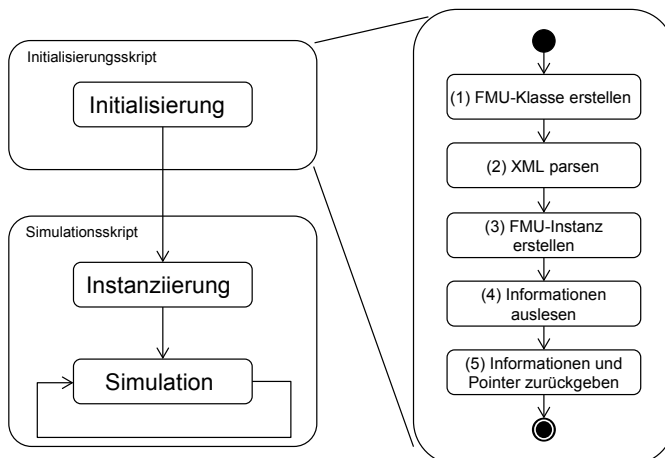 Initialisierungsskript
Initialisierung
Simulationsskript
Instanziierung
Simulation
(1) FMU-Klasse erstellen
(2) XML parsen
(3) FMU-Instanz
erstellen
(4) Informationen
auslesen
(5) Informationen und
Pointer zurückgeben